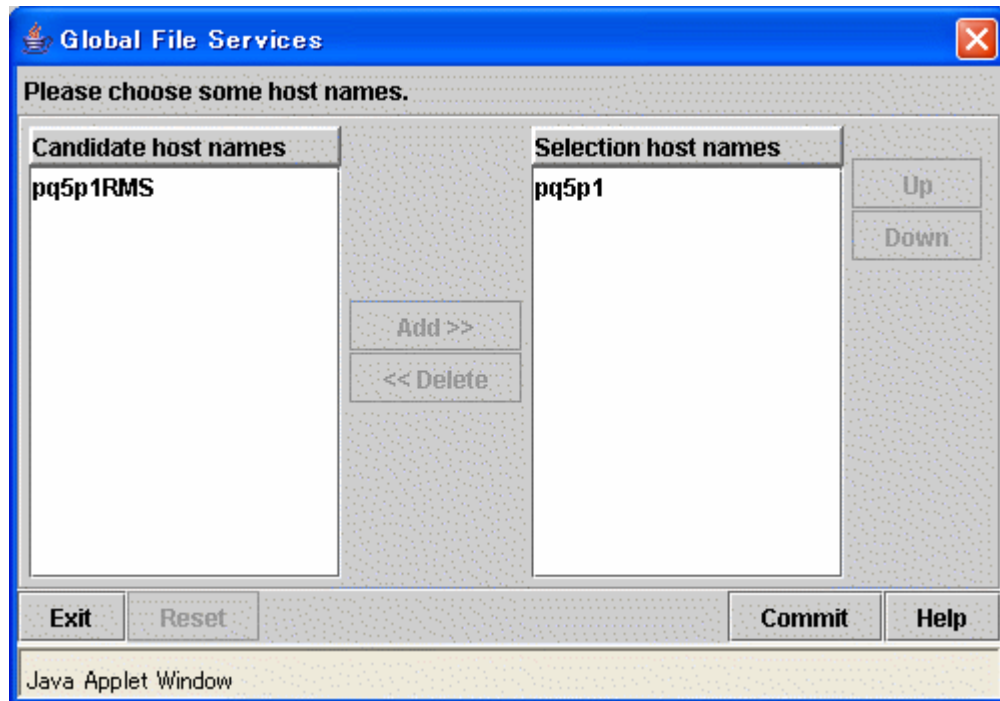 Global File Services
Please choose some host names.
Candidate host names
pq5p1RMS
Add >>
<< Delete
Selection host names
pq5p1
Up
Down
Exit
Reset
Commit
Help
Java Applet Window